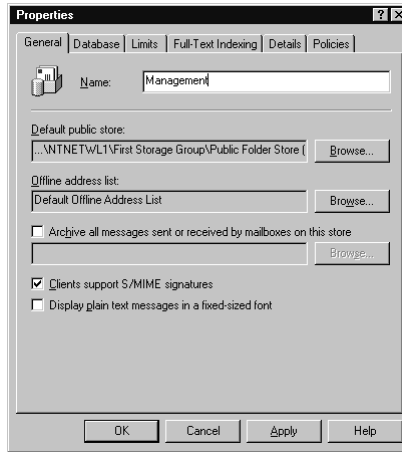 Properties
General Database Limits Full-Text Indexing Details Policies
Name: Management
Default public store:
...\NTNETWL1\First Storage Group\Public Folder Store ( Browse...
Offline address list:
Default Offline Address List Browse...
Archive all messages sent or received by mailboxes on this store
Browse...
Clients support S/MIME signatures
Display plain text messages in a fixed-sized font
OK Cancel Apply Help